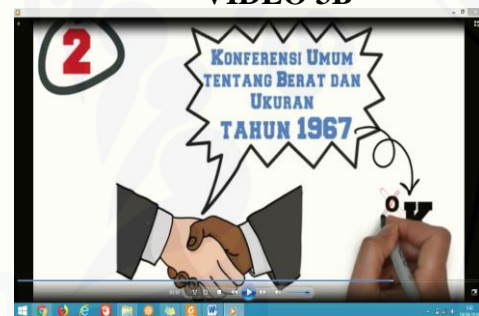 VIDEO 3B
2
KONFERENSI UMUM
TENTANG BERAT DAN
UKURAN
TAHUN 1967
°K